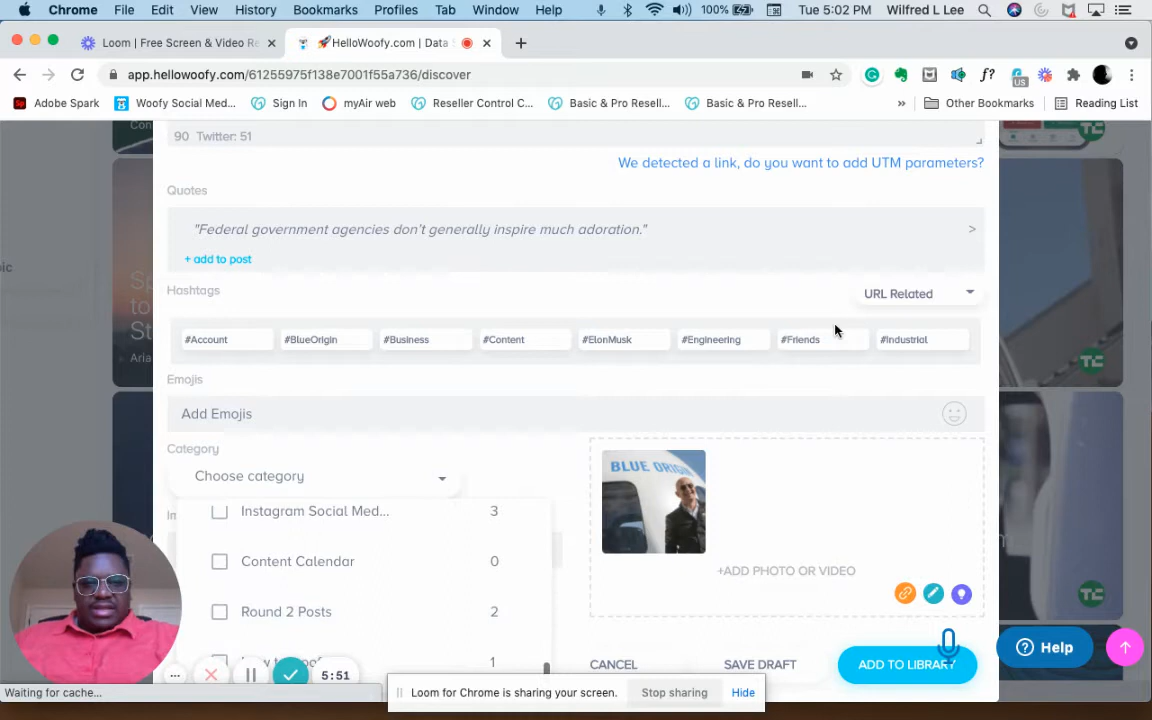 Chrome File Edit View History Bookmarks Profiles Tab Window Help 100% Tue 5:02 PM Wilfred L Lee
Loom | Free Screen & Video Re × 🚀HelloWoofy.com | Data × +
app.hellowoofy.com/61255975f138e7001f55a736/discover
US
Adobe Spark Woofy Social Med... Sign In myAir web Reseller Control C... Basic & Pro Resell... Basic & Pro Resell... » Other Bookmarks Reading List
90 Twitter: 51
We detected a link, do you want to add UTM parameters?
Quotes
"Federal government agencies don't generally inspire much adoration." >
+ add to post
Hashtags
URL Related
#Account #BlueOrigin #Business #Content #ElonMusk #Engineering #Friends #Industrial
Emojis
Add Emojis
Category
Choose category
BLUE ORIGIN
Instagram Social Med... 3
Content Calendar 0
+ADD PHOTO OR VIDEO
Round 2 Posts 2
1
CANCEL SAVE DRAFT ADD TO LIBRARY
Help
5:51
Waiting for cache...
Loom for Chrome is sharing your screen. Stop sharing Hide